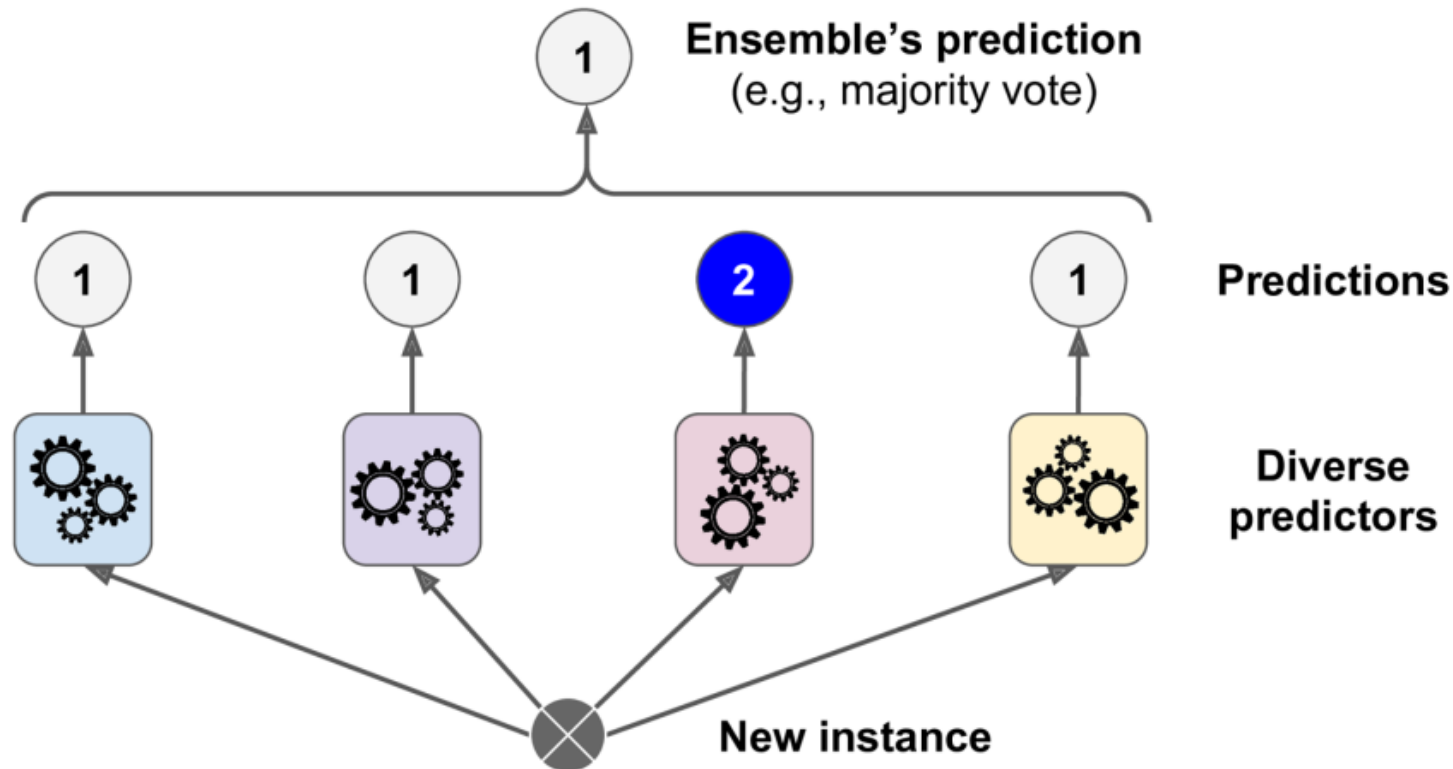 1
Ensemble's prediction
(e.g., majority vote)
1 1 2 1
Predictions
Diverse
predictors
New instance